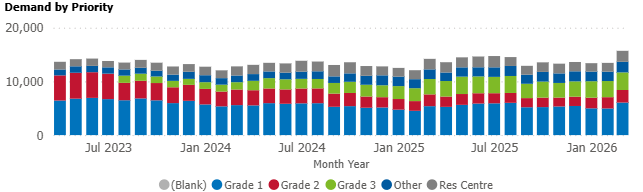 Demand by Priority
20,000
10,000
0
Jul 2023 Jan 2024 Jul 2024 Jan 2025 Jul 2025 Jan 2026
Month Year
(Blank) Grade 1 Grade 2 Grade 3 Other Res Centre